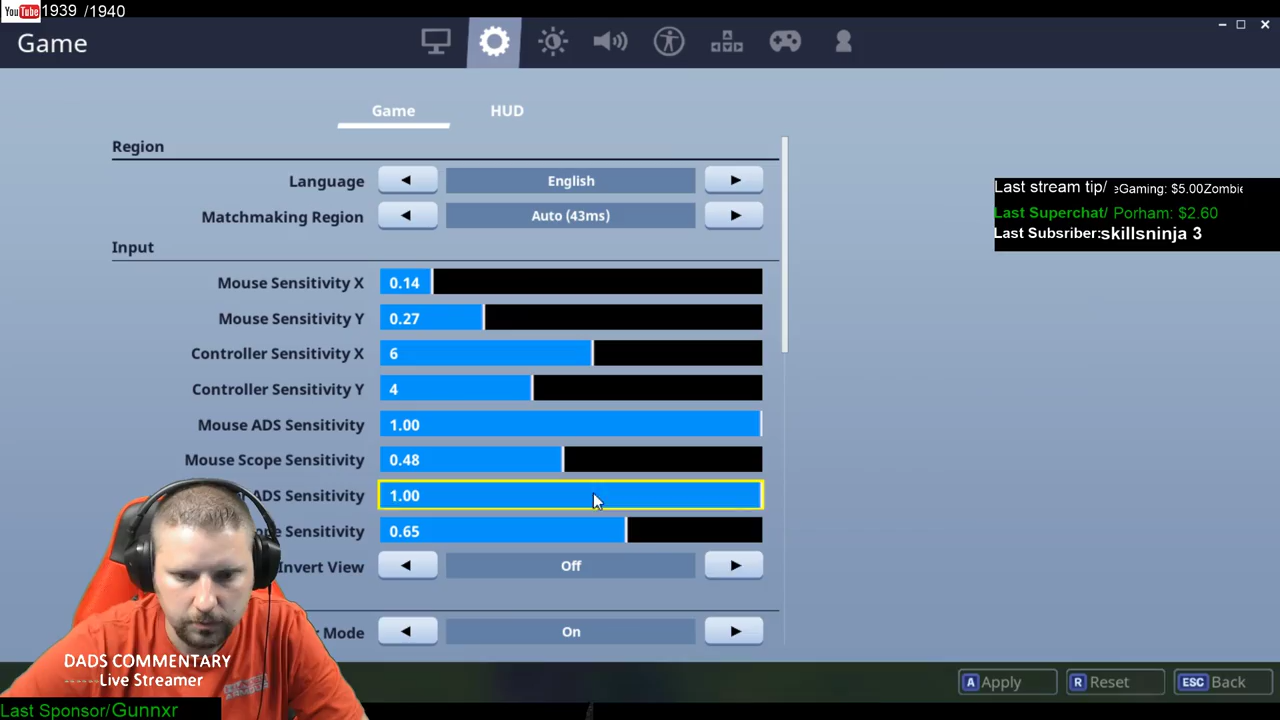 YouTube 1939 /1940
Game
Game HUD
Region
Language English
Matchmaking Region Auto (43ms)
Input
Mouse Sensitivity X 0.14
Mouse Sensitivity Y 0.27
Controller Sensitivity X 6
Controller Sensitivity Y 4
Mouse ADS Sensitivity 1.00
Mouse Scope Sensitivity 0.48
ADS Sensitivity 1.00
Sensitivity 0.65
Invert View Off
Mode On
Last stream tip/ eGaming: $5.00Zombie
Last Superchat/ Porham: $2.60
Last Subsriber:skillsninja 3
DADS COMMENTARY
------Live Streamer
Last Sponsor/Gunnxr
A Apply R Reset ESC Back